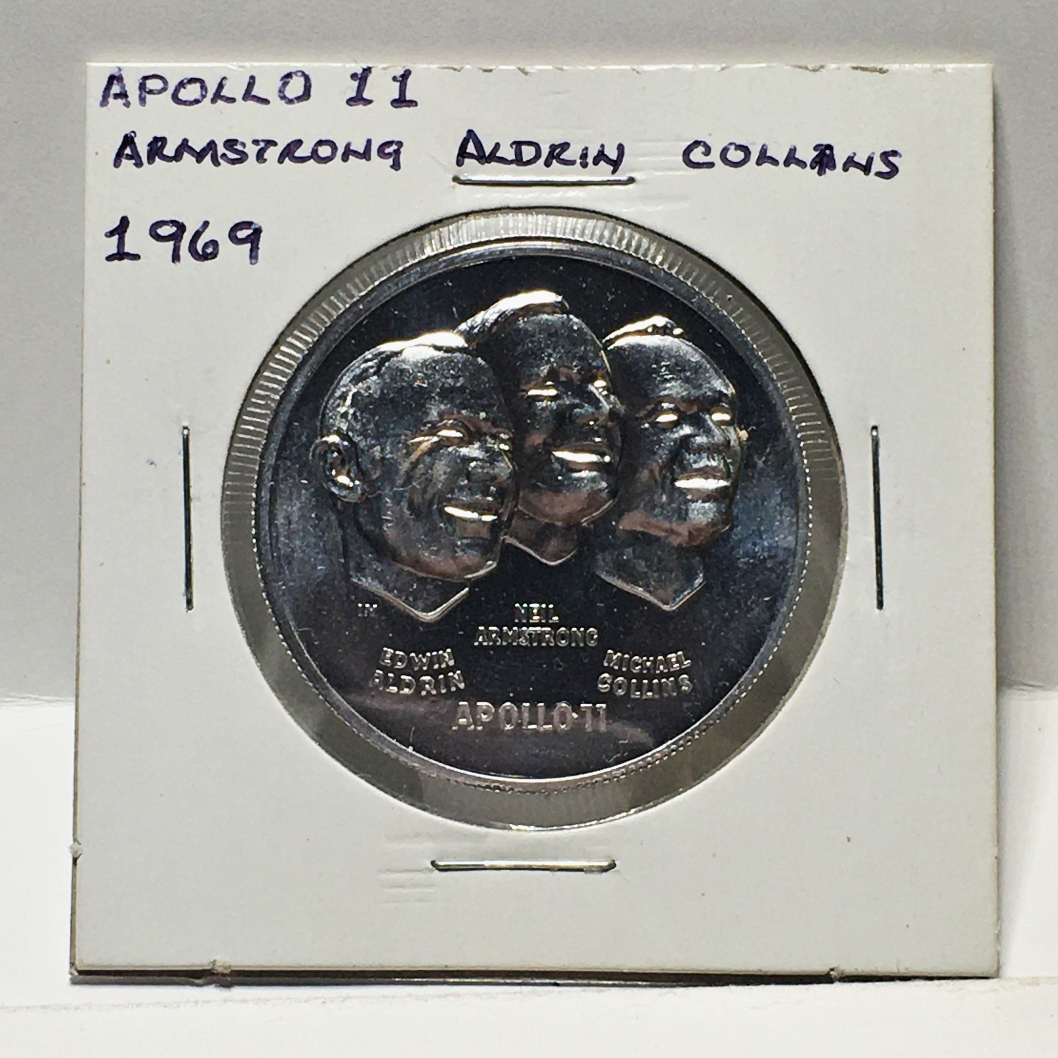 APOLLO 11
ARMSTRONG ALDRIN COLLINS
1969
NEIL
ARMSTRONG
EDWIN
ALDRIN
MICHAEL
COLLINS
APOLLO·11